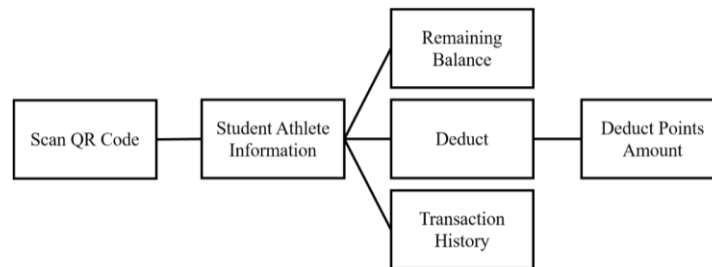 Scan QR Code
Student Athlete
Information
Remaining
Balance
Deduct
Transaction
History
Deduct Points
Amount